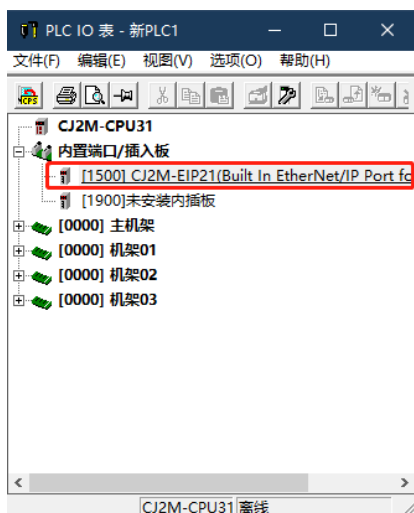 PLC IO 表 - 新PLC1
文件(F) 编辑(E) 视图(V) 选项(O) 帮助(H)
NCPS
CJ2M-CPU31
内置端口/插入板
[1500] CJ2M-EIP21(Built In EtherNet/IP Port fo
[1900]未安装内插板
[0000] 主机架
[0000] 机架01
[0000] 机架02
[0000] 机架03
CJ2M-CPU31 离线